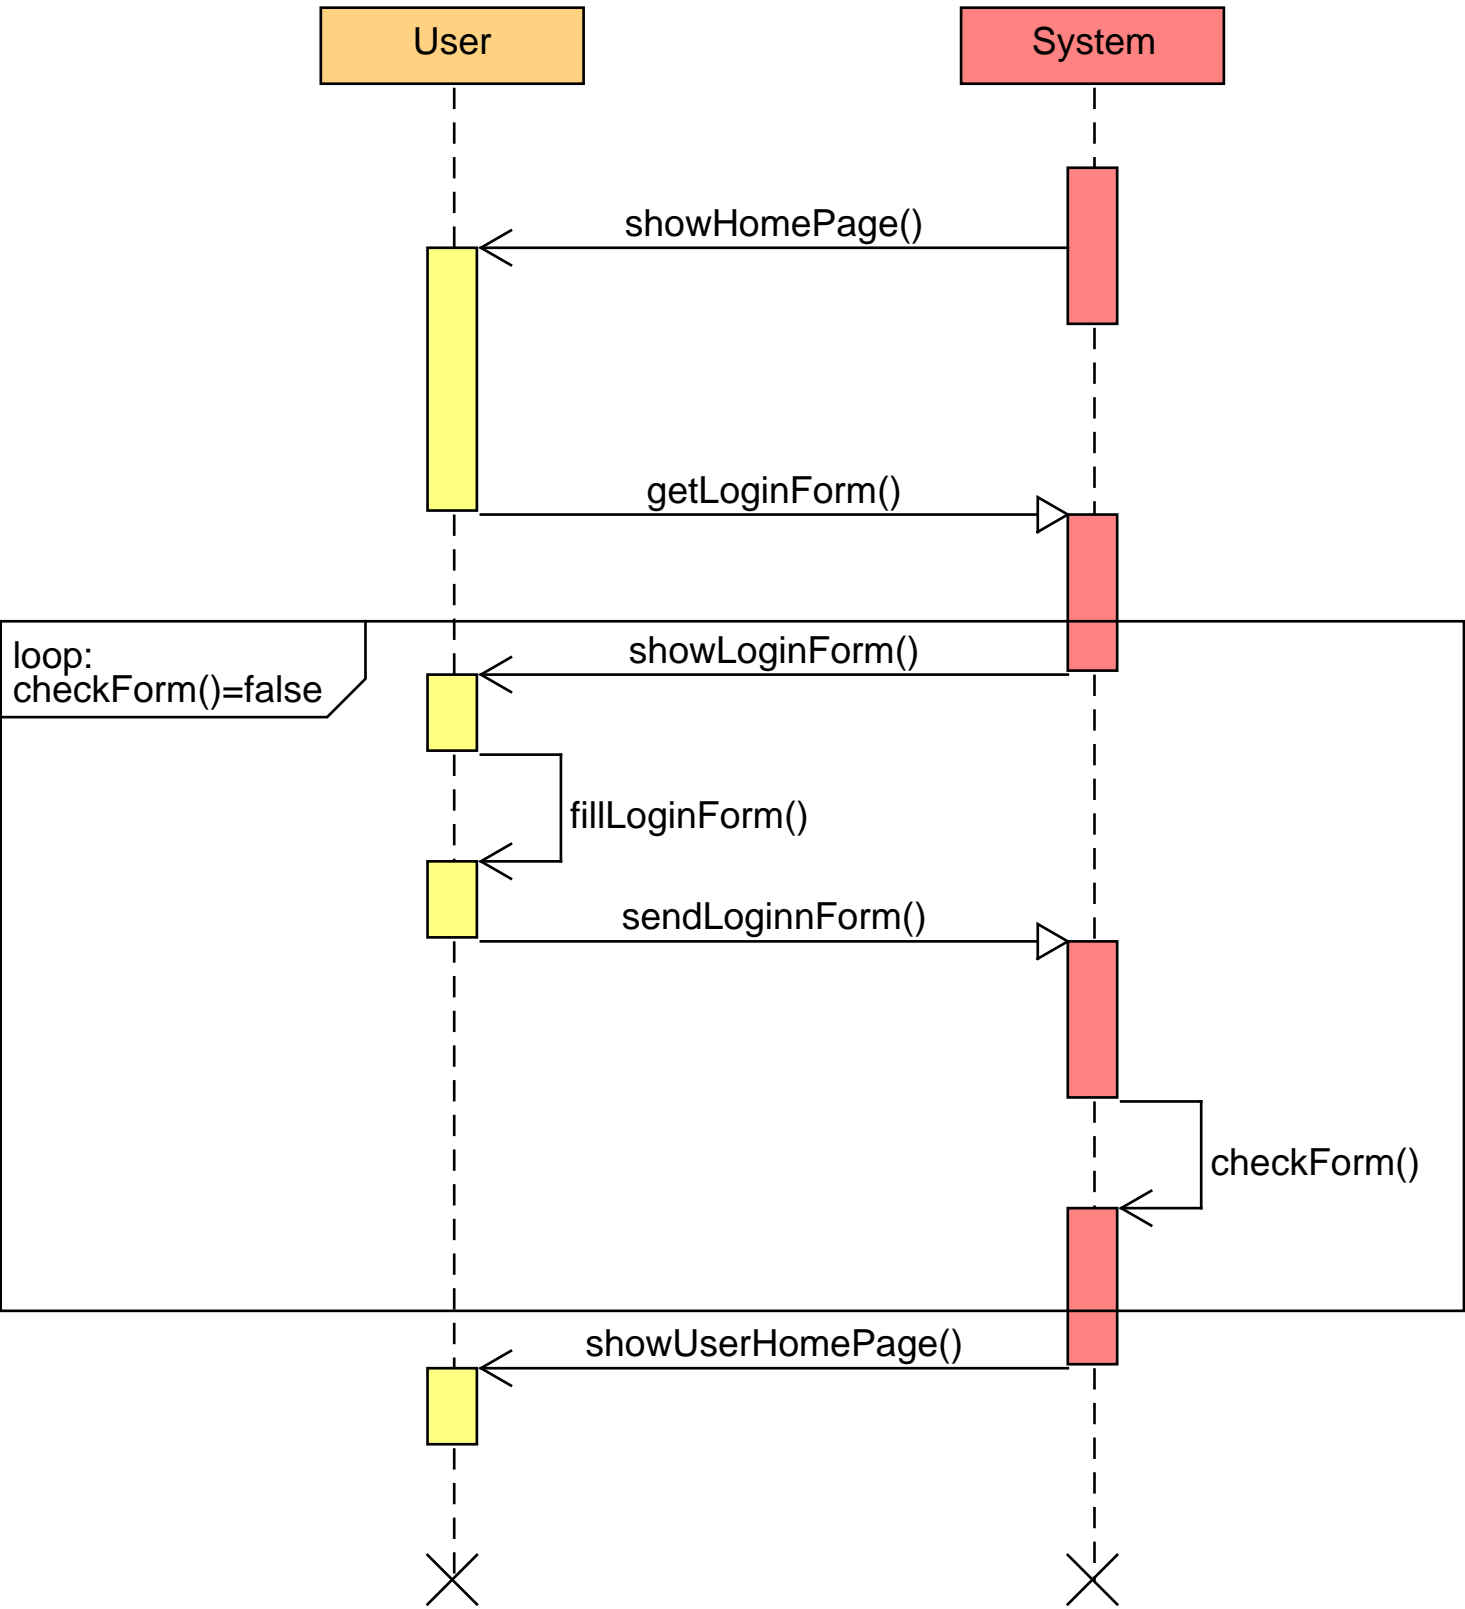 User
System
showHomePage()
getLoginForm()
loop:
checkForm()=false
showLoginForm()
fillLoginForm()
sendLoginnForm()
checkForm()
showUserHomePage()